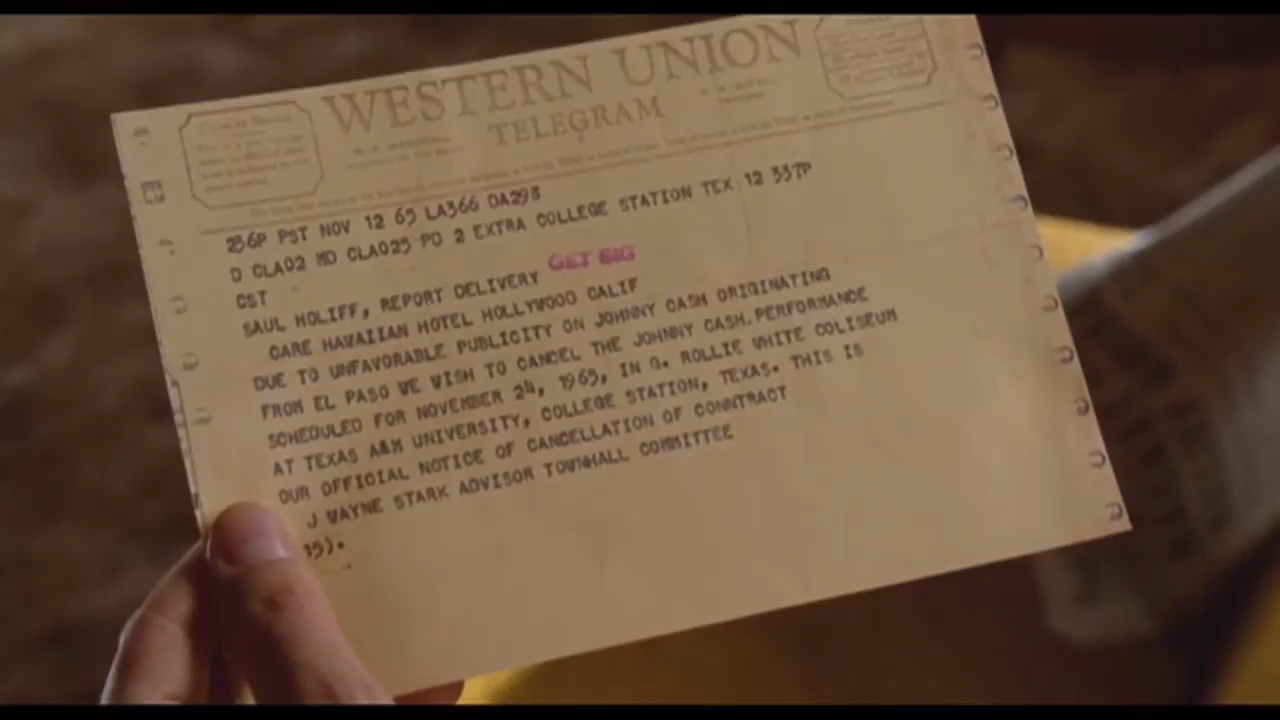 WESTERN UNION
TELEGRAM
236P PST NOV 12 65 LA366 OA298
D CLA02 MD CLA025 PD 2 EXTRA COLLEGE STATION TEX 12 337P
CST
SAUL HOLIFF, REPORT DELIVERY GET BIG
CARE HAWAIIAN HOTEL HOLLYWOOD CALIF
DUE TO UNFAVORABLE PUBLICITY ON JOHNNY CASH ORIGINATING
FROM EL PASO WE WISH TO CANCEL THE JOHNNY CASH.PERFORMANCE
SCHEDULED FOR NOVEMBER 24, 1965, IN G. ROLLIE WHITE COLISEUM
AT TEXAS A&M UNIVERSITY, COLLEGE STATION, TEXAS. THIS IS
OUR OFFICIAL NOTICE OF CANCELLATION OF CONNTRACT
J WAYNE STARK ADVISOR TOWNHALL COMMITTEE
15).